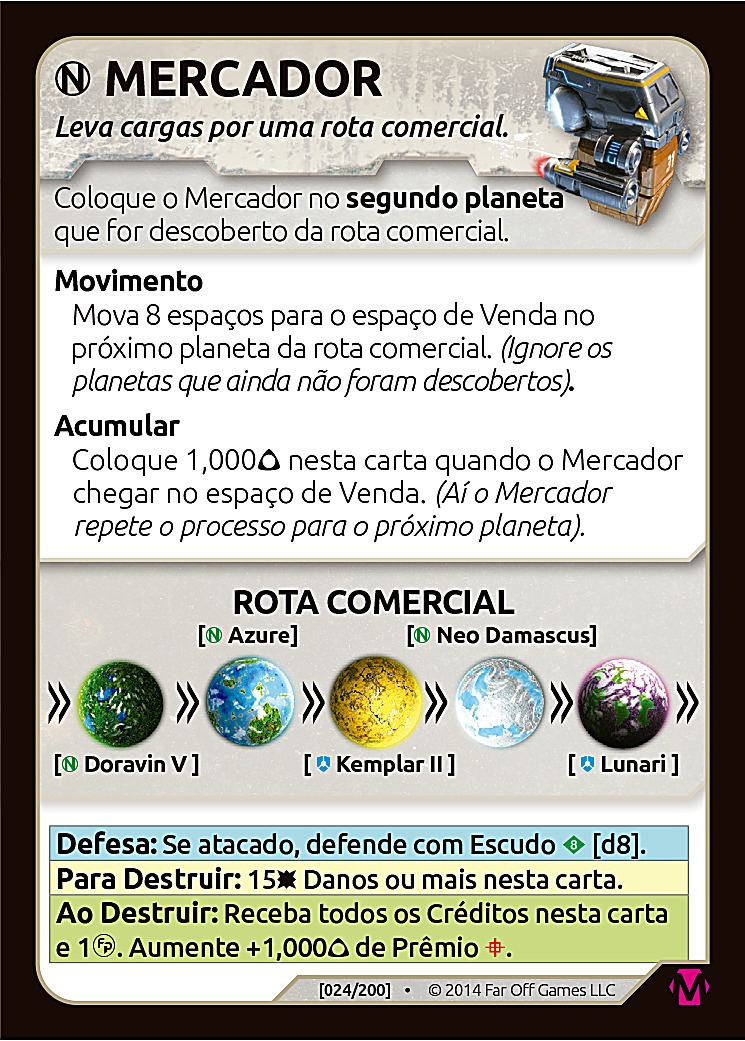 N MERCADOR
Leva cargas por uma rota comercial.
Coloque o Mercador no segundo planeta
que for descoberto da rota comercial.
Movimento
Mova 8 espaços para o espaço de Venda no
próximo planeta da rota comercial. (Ignore os
planetas que ainda não foram descobertos).
Acumular
Coloque 1,000 nesta carta quando o Mercador
chegar no espaço de Venda. (Aí o Mercador
repete o processo para o próximo planeta).
ROTA COMERCIAL
[N Azure] [N Neo Damascus]
[N Doravin V] [Kemplar II] [Lunari]
Defesa: Se atacado, defende com Escudo 8 [d8].
Para Destruir: 15 Danos ou mais nesta carta.
Ao Destruir: Receba todos os Créditos nesta carta
e 1 FP. Aumente +1,000 de Prêmio.
[024/200] • © 2014 Far Off Games LLC M